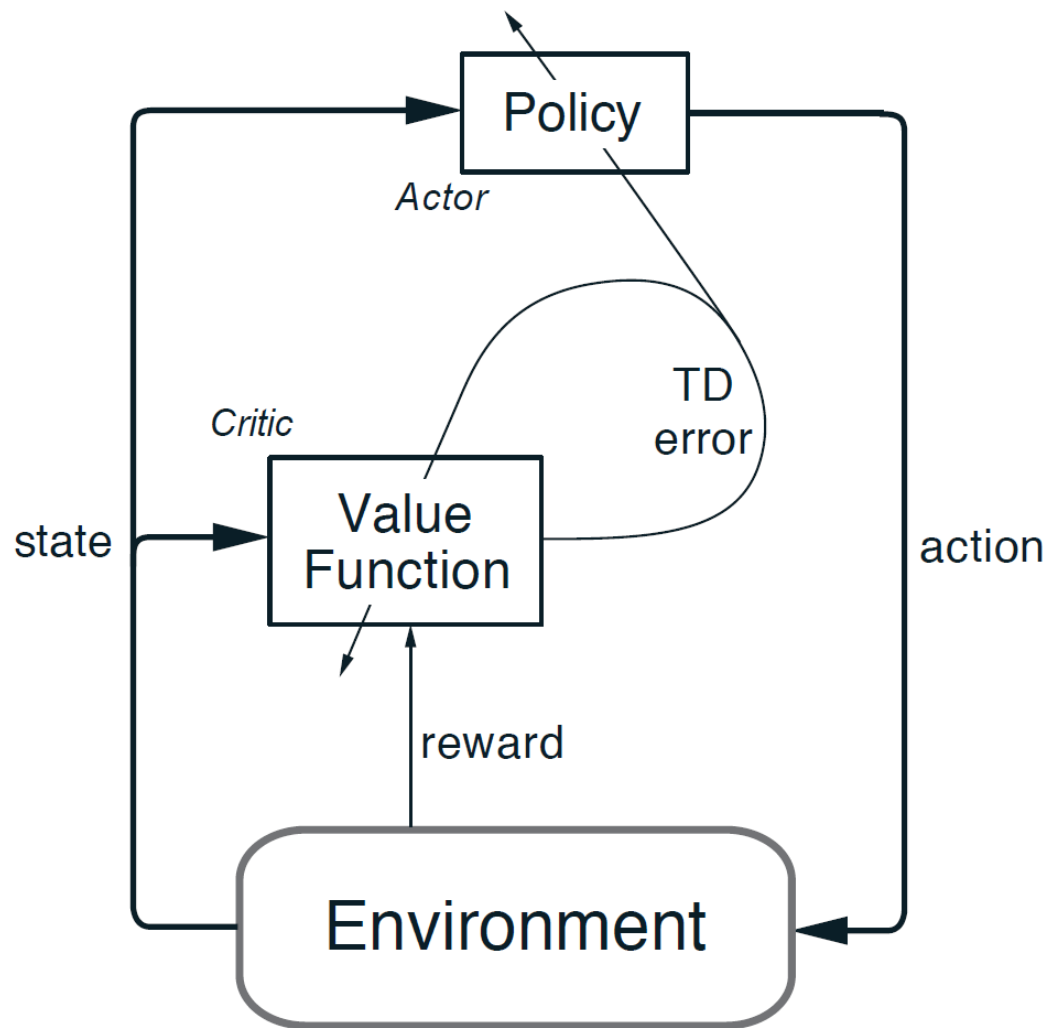 Policy
Actor
TD
error
Critic
Value
Function
state
action
reward
Environment